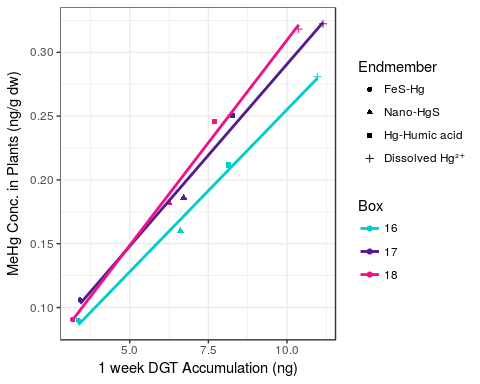 MeHg Conc. in Plants (ng/g dw)
0.30
0.25
0.20
0.15
0.10
5.0
7.5
10.0
1 week DGT Accumulation (ng)
Endmember
FeS-Hg
Nano-HgS
Hg-Humic acid
Dissolved Hg²⁺
Box
16
17
18